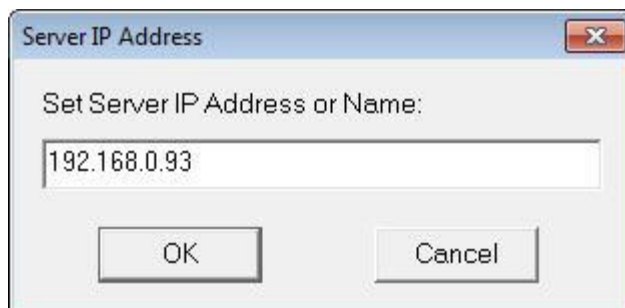 Server IP Address
Set Server IP Address or Name:
192.168.0.93
OK Cancel